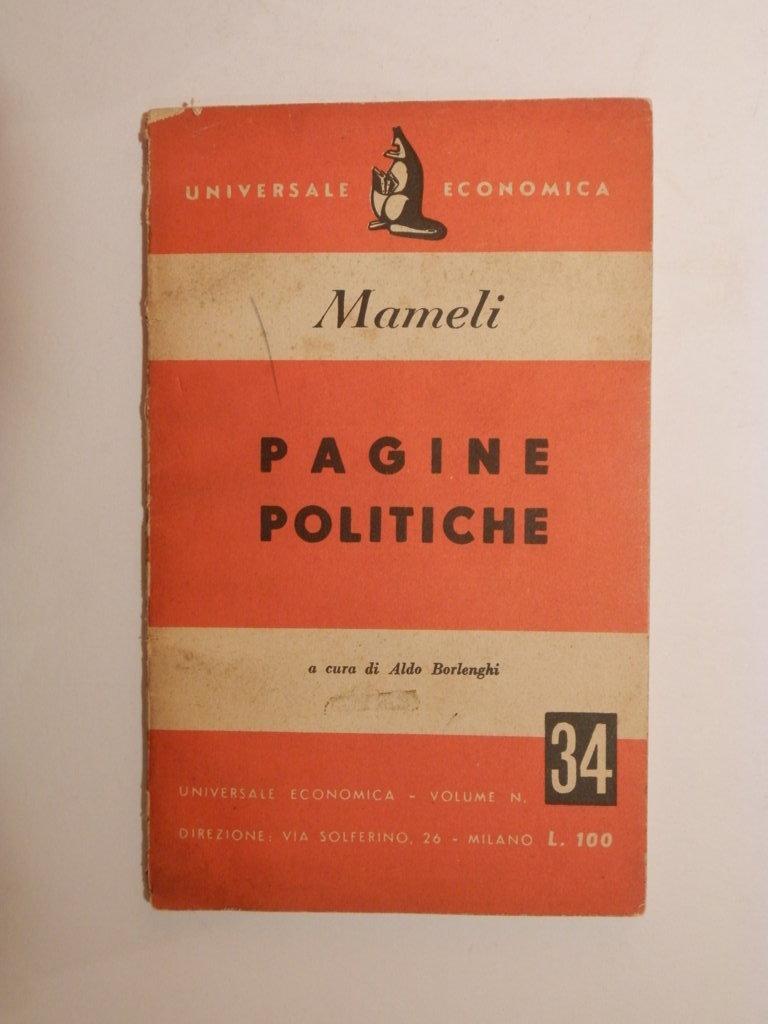 UNIVERSALE ECONOMICA
Mameli
PAGINE
POLITICHE
a cura di Aldo Borlenghi
UNIVERSALE ECONOMICA - VOLUME N. 34
DIREZIONE: VIA SOLFERINO, 26 - MILANO L. 100